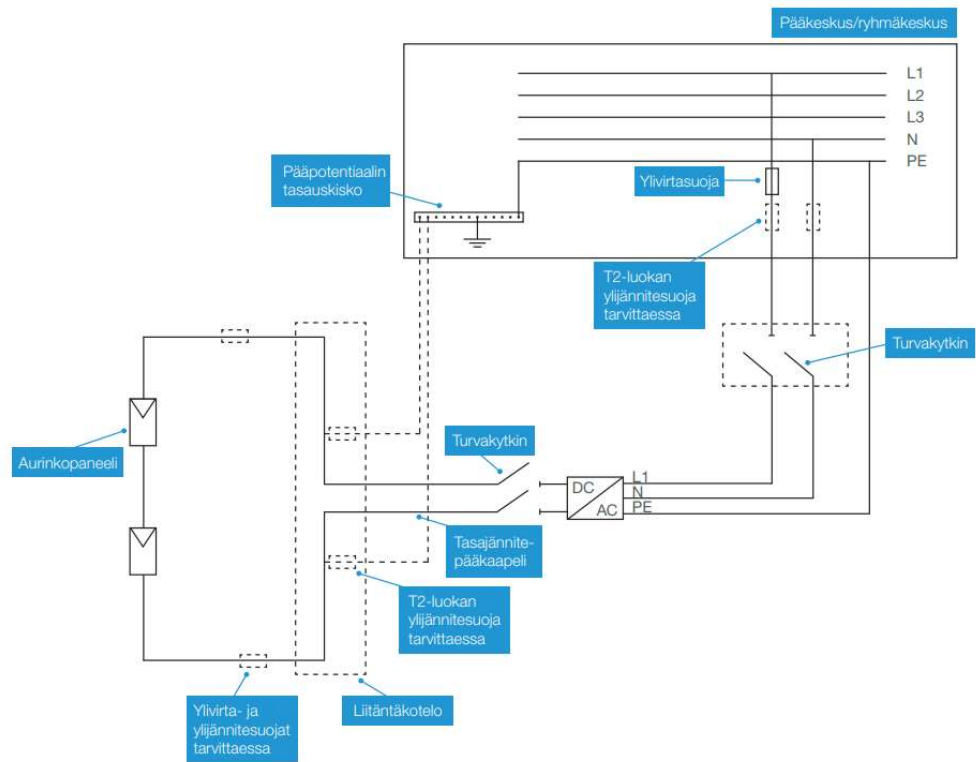 Pääkeskus/ryhmäkeskus
L1
L2
L3
N
PE
Pääpotentiaalin
tasauskisko
Ylivirtasuoja
T2-luokan
ylijännitesuoja
tarvittaessa
Turvakytkin
Aurinkopaneeli
Turvakytkin
DC
AC
L1
N
PE
Tasajännite-
pääkaapeli
T2-luokan
ylijännitesuoja
tarvittaessa
Ylivirta- ja
ylijännitesuojat
tarvittaessa
Liitäntäkotelo